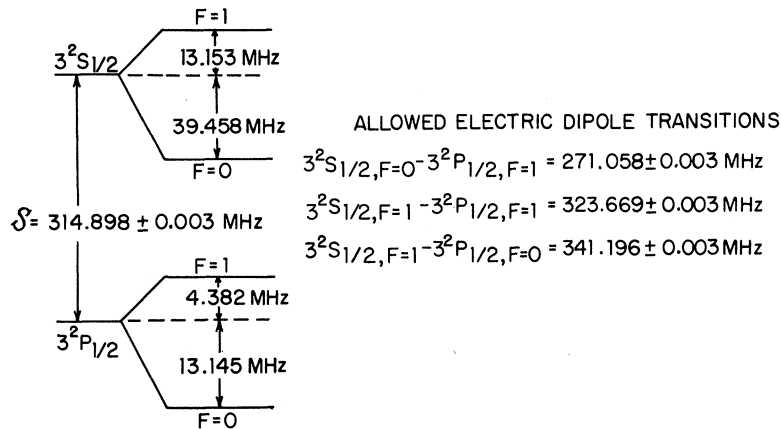 F=1
3²S1/2
13.153 MHz
39.458 MHz
F=0
𝒮= 314.898 ± 0.003 MHz
F=1
4.382 MHz
3²P1/2
13.145 MHz
F=0
ALLOWED ELECTRIC DIPOLE TRANSITIONS
3²S1/2,F=0-3²P1/2,F=1 = 271.058± 0.003 MHz
3²S1/2,F=1 -3²P1/2,F=1 = 323.669± 0.003 MHz
3²S1/2,F=1-3²P1/2,F=0 = 341.196± 0.003 MHz